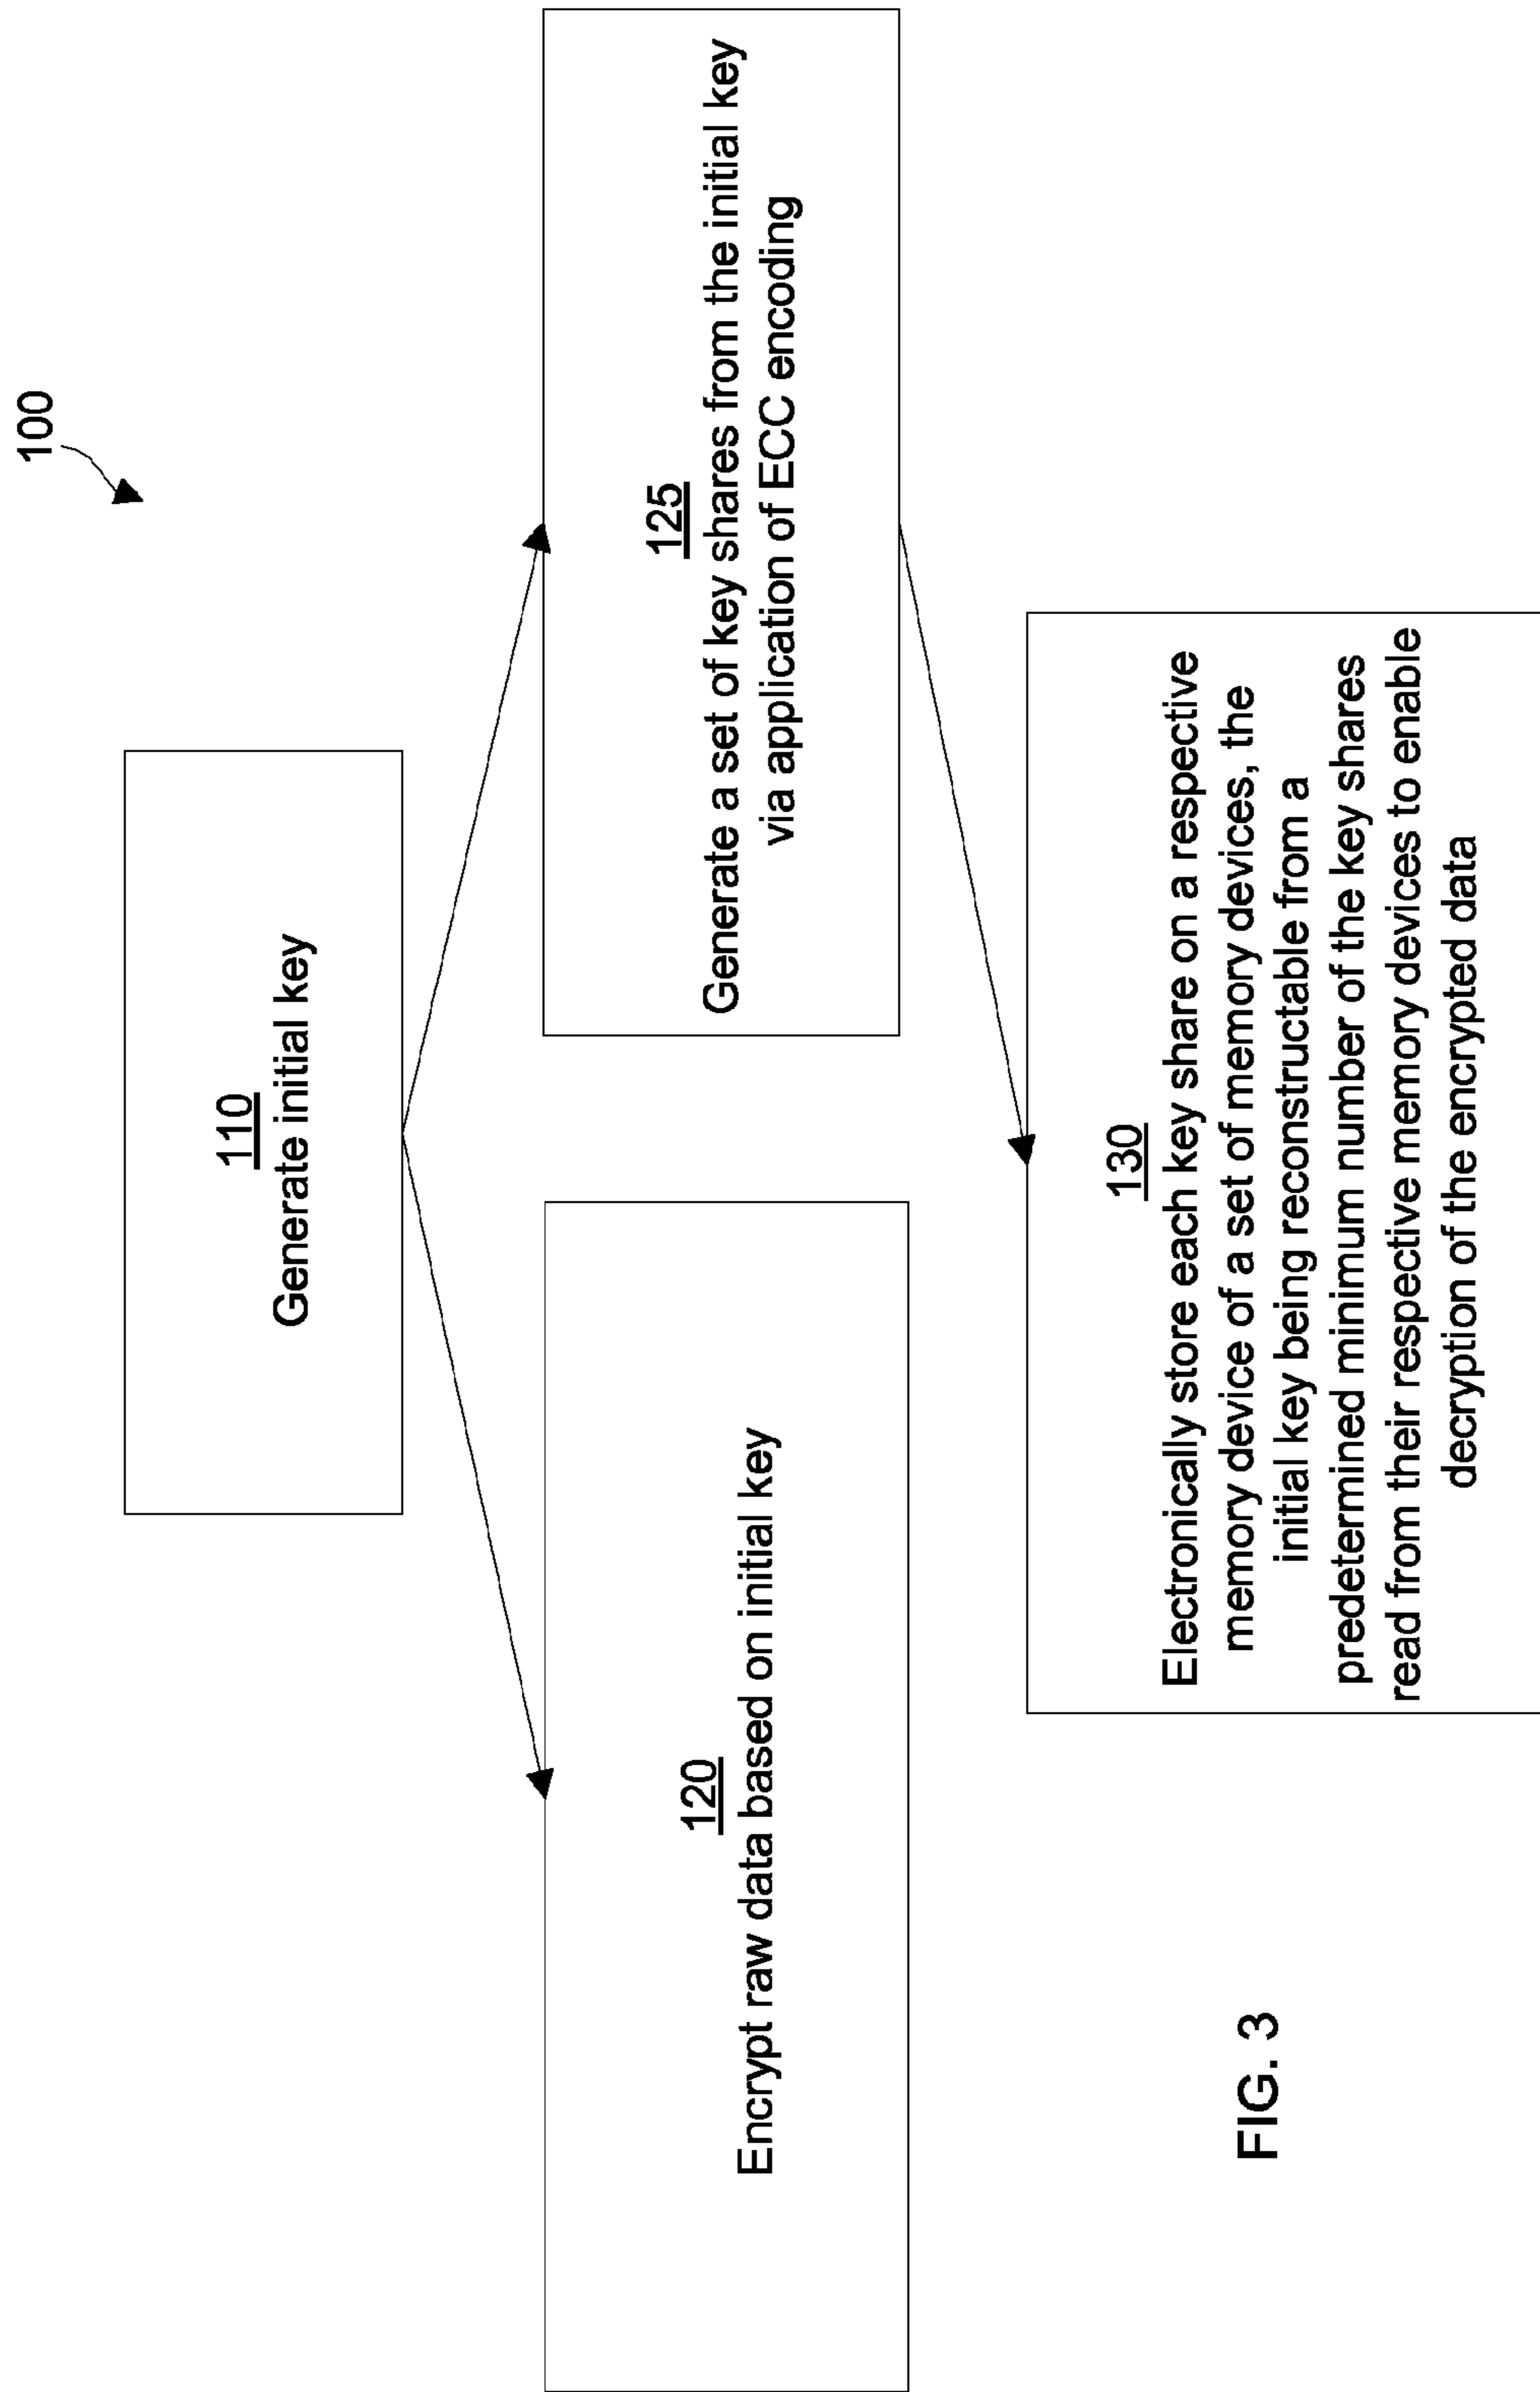 100
110
Generate initial key
120
Encrypt raw data based on initial key
125
Generate a set of key shares from the initial key
via application of ECC encoding
130
Electronically store each key share on a respective
memory device of a set of memory devices, the
initial key being reconstructable from a
predetermined minimum number of the key shares
read from their respective memory devices to enable
decryption of the encrypted data
FIG. 3